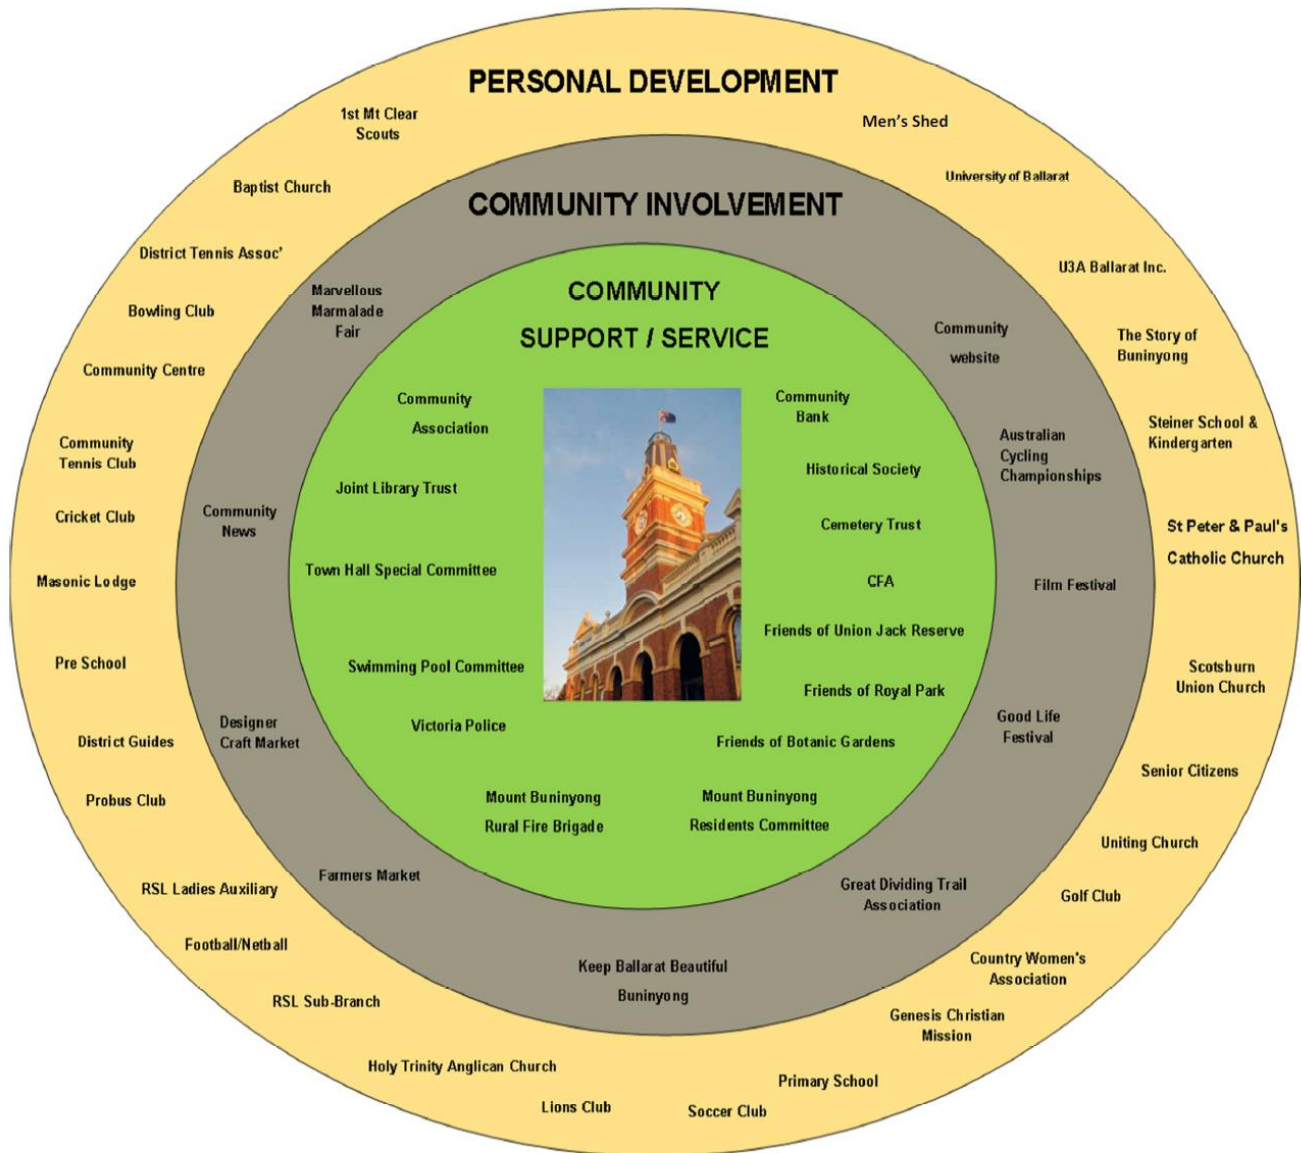 PERSONAL DEVELOPMENT
1st Mt Clear
Scouts
Men's Shed
Baptist Church
University of Ballarat
District Tennis Assoc'
U3A Ballarat Inc.
Bowling Club
The Story of
Buninyong
Community Centre
Steiner School &
Kindergarten
Community
Tennis Club
Cricket Club
St Peter & Paul's
Catholic Church
Masonic Lodge
Pre School
Scotsburn
Union Church
District Guides
Senior Citizens
Probus Club
Uniting Church
RSL Ladies Auxiliary
Golf Club
Football/Netball
Country Women's
Association
RSL Sub-Branch
Genesis Christian
Mission
Holy Trinity Anglican Church
Primary School
Lions Club
Soccer Club
COMMUNITY INVOLVEMENT
Marvellous
Marmalade
Fair
Community
website
Australian
Cycling
Championships
Community
News
Film Festival
Designer
Craft Market
Good Life
Festival
Farmers Market
Great Dividing Trail
Association
Keep Ballarat Beautiful
Buninyong
COMMUNITY
SUPPORT / SERVICE
Community
Association
Community
Bank
Joint Library Trust
Historical Society
Cemetery Trust
Town Hall Special Committee
CFA
Friends of Union Jack Reserve
Swimming Pool Committee
Friends of Royal Park
Victoria Police
Friends of Botanic Gardens
Mount Buninyong
Rural Fire Brigade
Mount Buninyong
Residents Committee